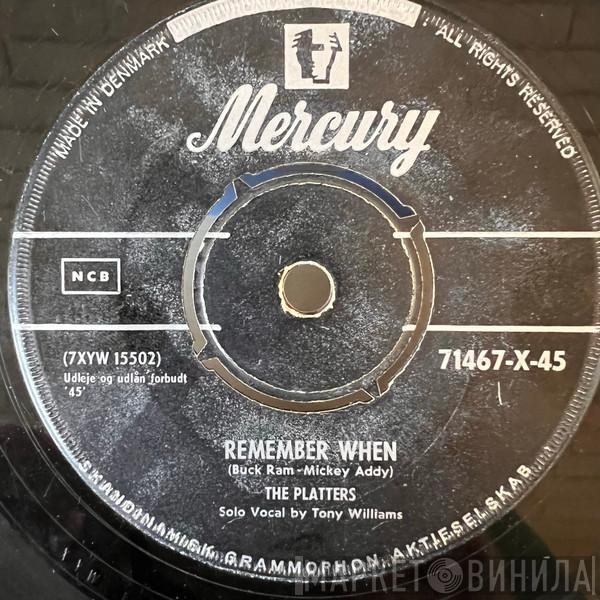 MADE IN DENMARK
ALL RIGHTS RESERVED
Mercury
NCB
(7XYW 15502)
Udleje og udlån forbudt
'45'
71467-X-45
REMEMBER WHEN
(Buck Ram-Mickey Addy)
THE PLATTERS
Solo Vocal by Tony Williams
SKANDINAVISK GRAMMOPHON AKTIESELSKAB
МАРКЕТ ВИНИЛА